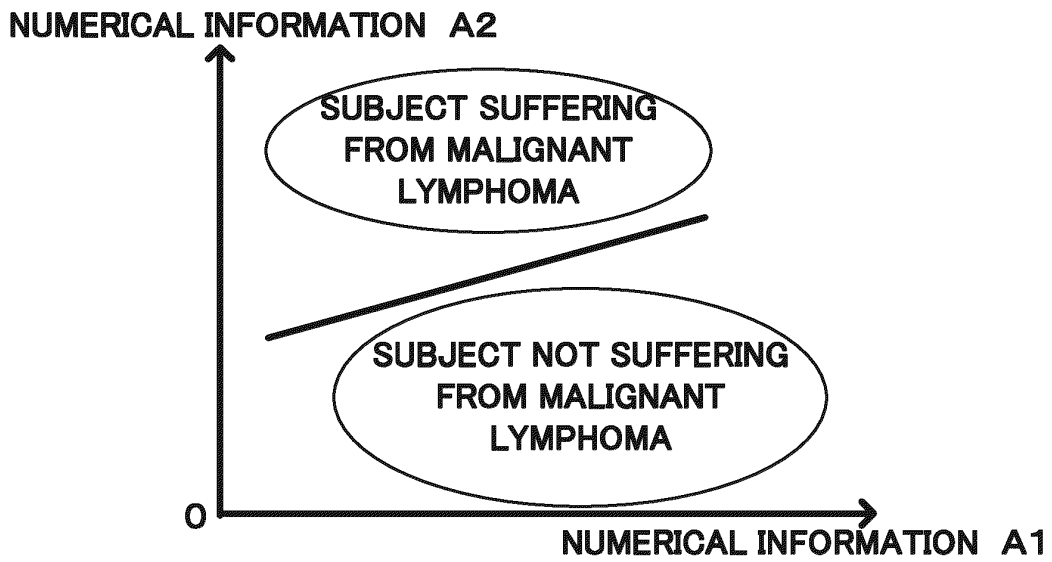 NUMERICAL INFORMATION A2
SUBJECT SUFFERING
FROM MALIGNANT
LYMPHOMA
SUBJECT NOT SUFFERING
FROM MALIGNANT
LYMPHOMA
0
NUMERICAL INFORMATION A1